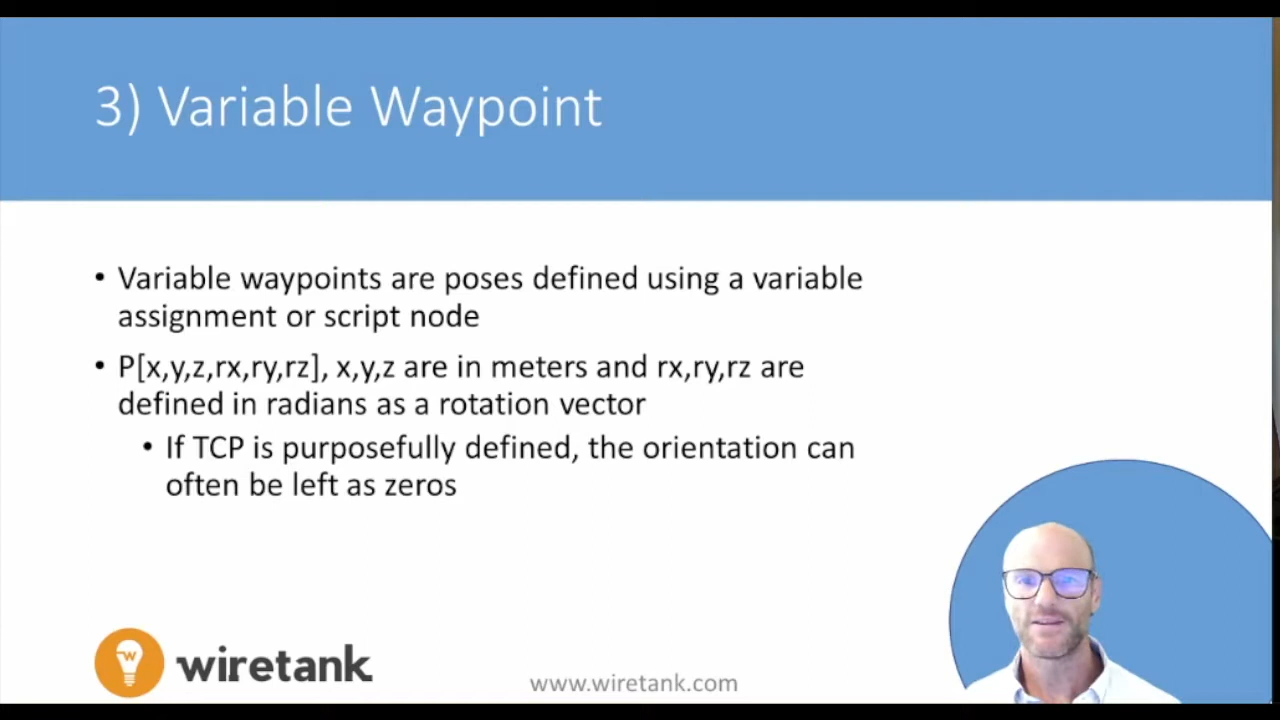 3) Variable Waypoint
• Variable waypoints are poses defined using a variable
assignment or script node
• P[x,y,z,rx,ry,rz], x,y,z are in meters and rx,ry,rz are
defined in radians as a rotation vector
• If TCP is purposefully defined, the orientation can
often be left as zeros
w
wiretank
www.wiretank.com